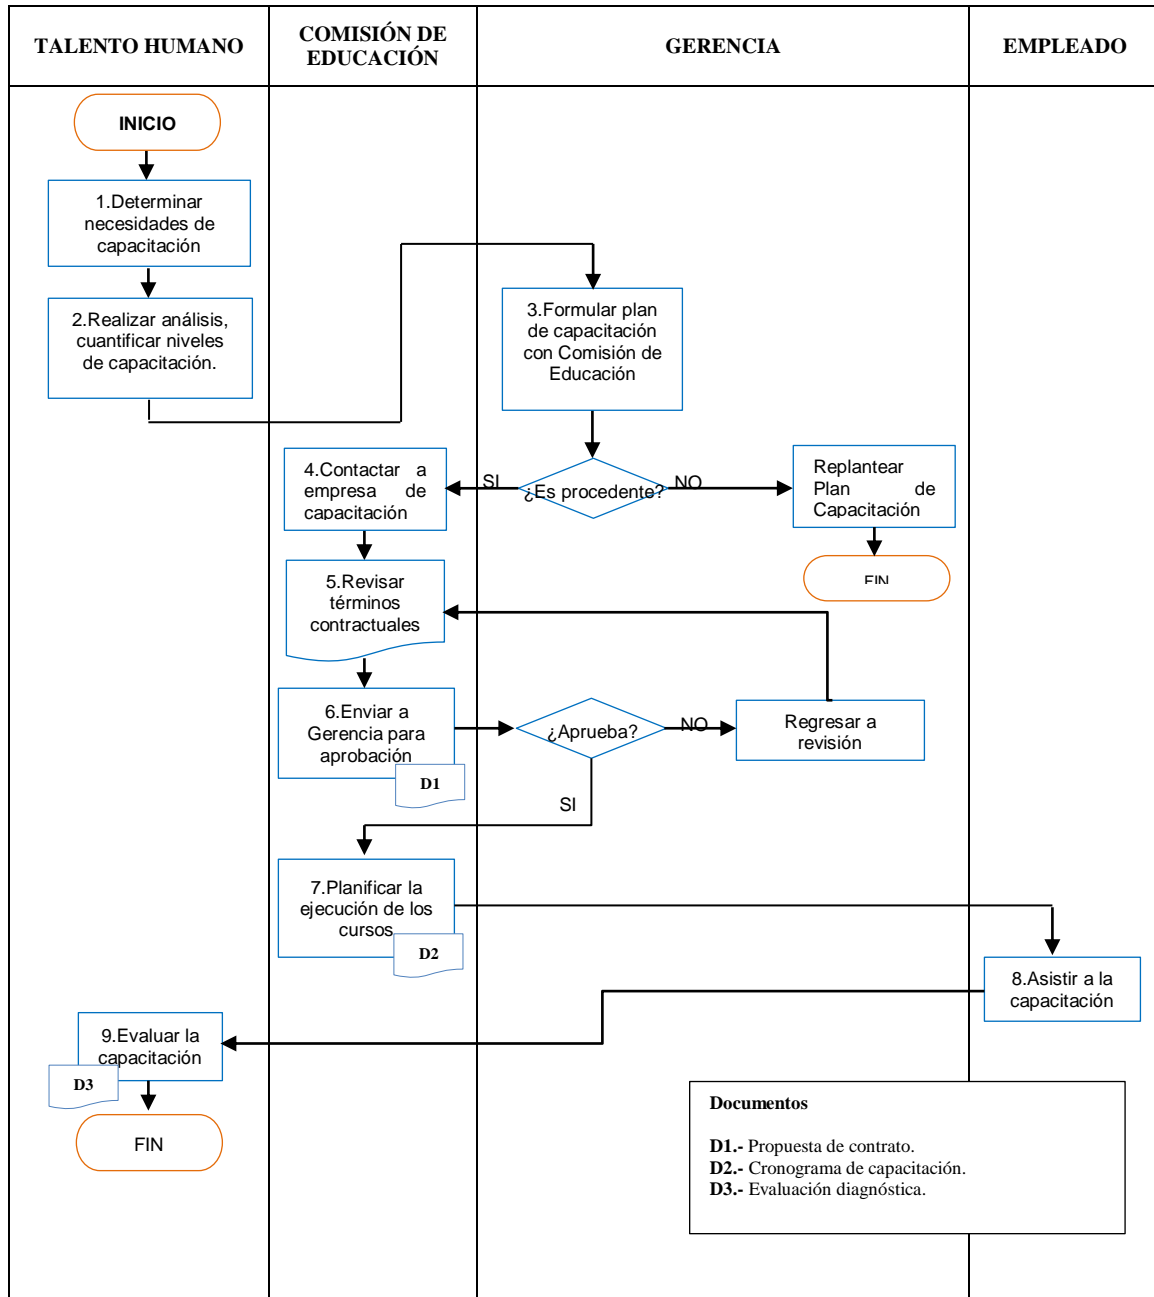 TALENTO HUMANO
COMISIÓN DE
EDUCACIÓN
GERENCIA
EMPLEADO
INICIO
1.Determinar
necesidades de
capacitación
2.Realizar análisis,
cuantificar niveles
de capacitación.
3.Formular plan
de capacitación
con Comisión de
Educación
4.Contactar a
empresa de
capacitación
SI
¿Es procedente?
NO
Replantear
Plan de
Capacitación
FIN
5.Revisar
términos
contractuales
6.Enviar a
Gerencia para
aprobación
D1
¿Aprueba?
NO
Regresar a
revisión
SI
7.Planificar la
ejecución de los
cursos
D2
8.Asistir a la
capacitación
9.Evaluar la
capacitación
D3
FIN
Documentos
D1.- Propuesta de contrato.
D2.- Cronograma de capacitación.
D3.- Evaluación diagnóstica.